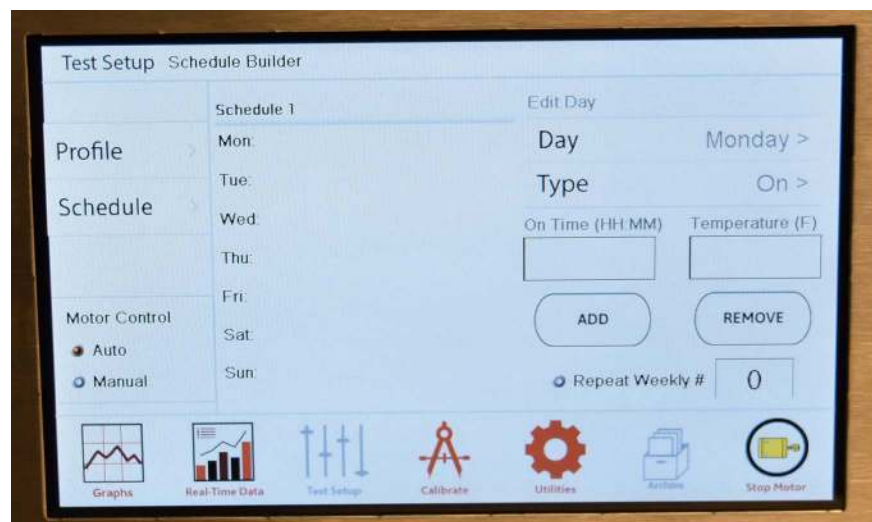 Test Setup Schedule Builder
Profile >
Schedule >
Motor Control
Auto
Manual
Schedule 1
Mon:
Tue:
Wed:
Thu:
Fri:
Sat:
Sun:
Edit Day
Day Monday >
Type On >
On Time (HH:MM) Temperature (F)
ADD REMOVE
Repeat Weekly # 0
Graphs Real-Time Data Test Setup Calibrate Utilities Archive Stop Motor